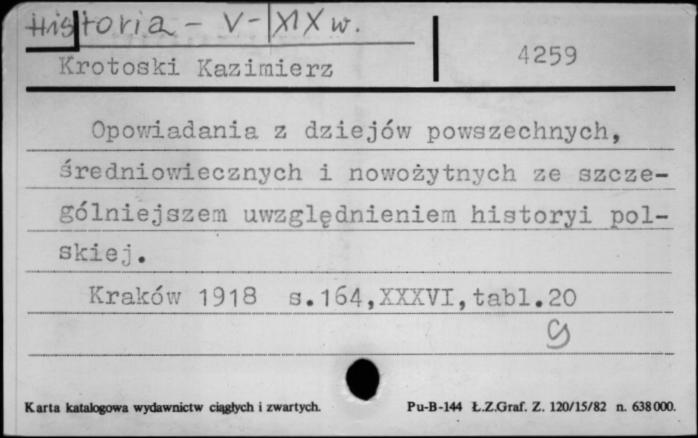 Historia - V-XIX w.
Krotoski Kazimierz
4259
Opowiadania z dziejów powszechnych,
średniowiecznych i nowożytnych ze szcze-
gólniejszem uwzględnieniem historyi pol-
skiej.
Kraków 1918 s.164,XXXVI,tabl.20
Karta katalogowa wydawnictw ciągłych i zwartych. Pu-B-144 Ł.Z.Graf. Z. 120/15/82 n. 638000.